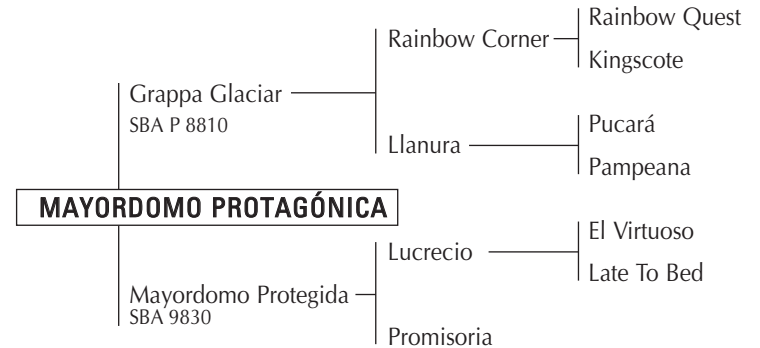 Rainbow Quest
Rainbow Corner
Kingscote
Grappa Glaciar
SBA P 8810
Pucará
Llanura
Pampeana
MAYORDOMO PROTAGÓNICA
El Virtuoso
Lucrecio
Late To Bed
Mayordomo Protegida
SBA 9830
Promisoria